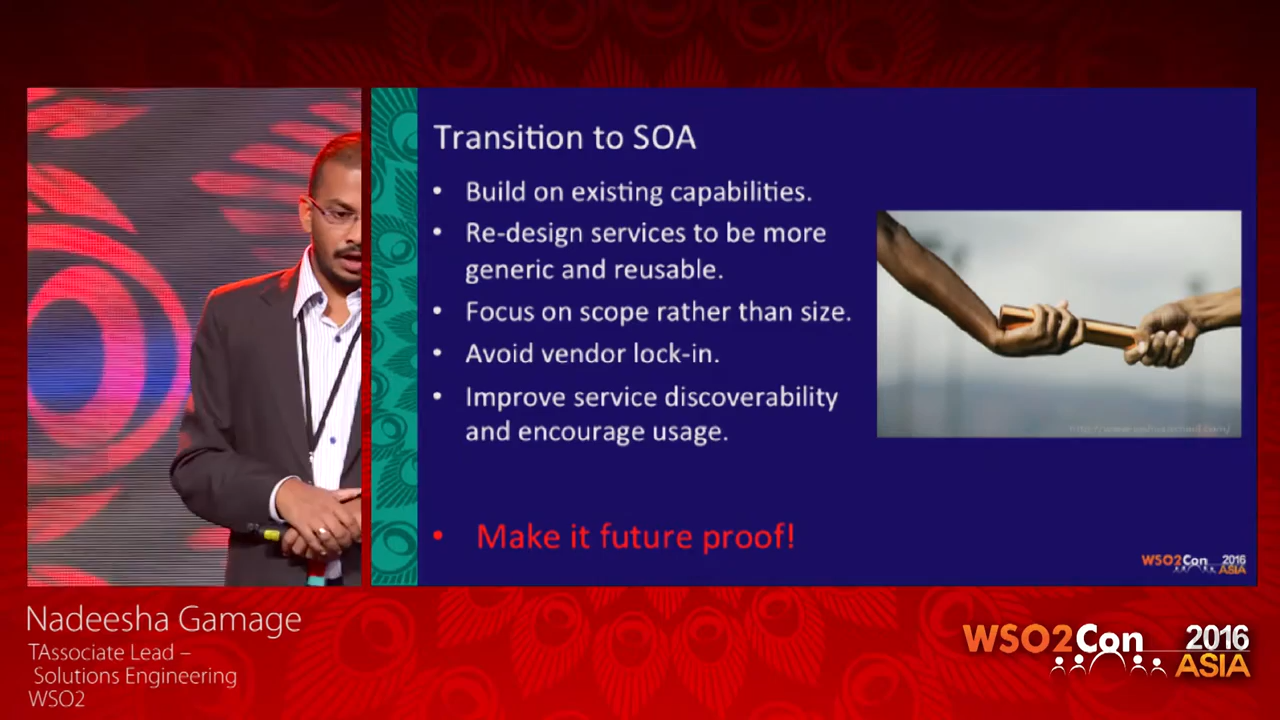 Transition to SOA
• Build on existing capabilities.
• Re-design services to be more
generic and reusable.
• Focus on scope rather than size.
• Avoid vendor lock-in.
• Improve service discoverability
and encourage usage.
• Make it future proof!
WSO2Con 2016
ASIA
Nadeesha Gamage
TAssociate Lead –
Solutions Engineering
WSO2
WSO2Con 2016
ASIA